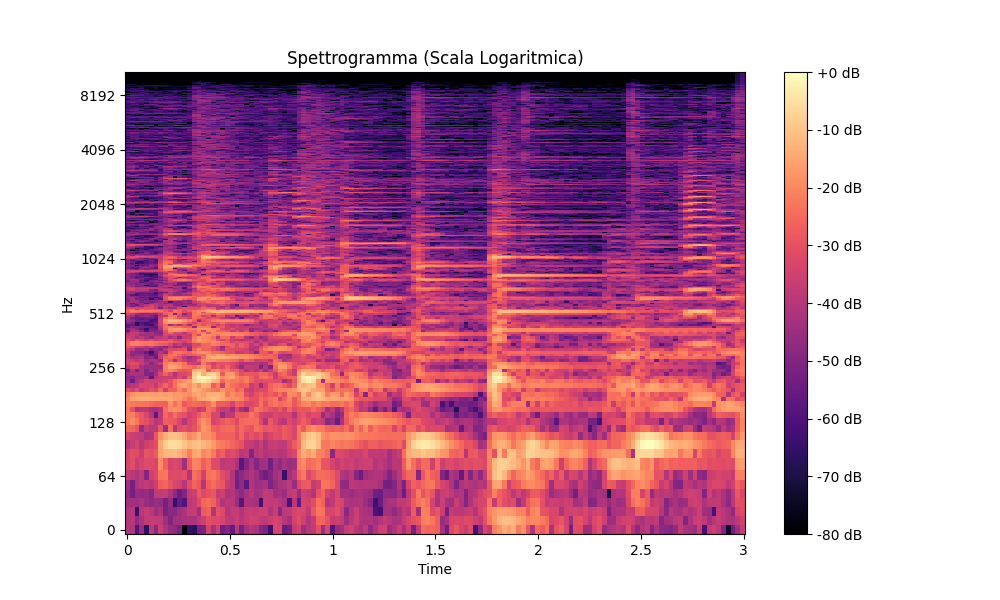 Spettrogramma (Scala Logaritmica)
Hz
8192
4096
2048
1024
512
256
128
64
0
0 0.5 1 1.5 2 2.5 3
Time
+0 dB
-10 dB
-20 dB
-30 dB
-40 dB
-50 dB
-60 dB
-70 dB
-80 dB